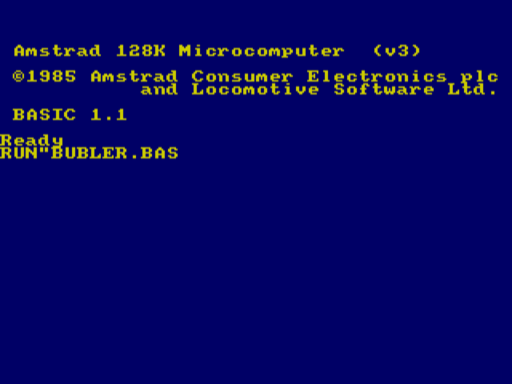 Amstrad 128K Microcomputer (v3)
©1985 Amstrad Consumer Electronics plc
and Locomotive Software Ltd.
BASIC 1.1
Ready
RUN"BUBLER.BAS